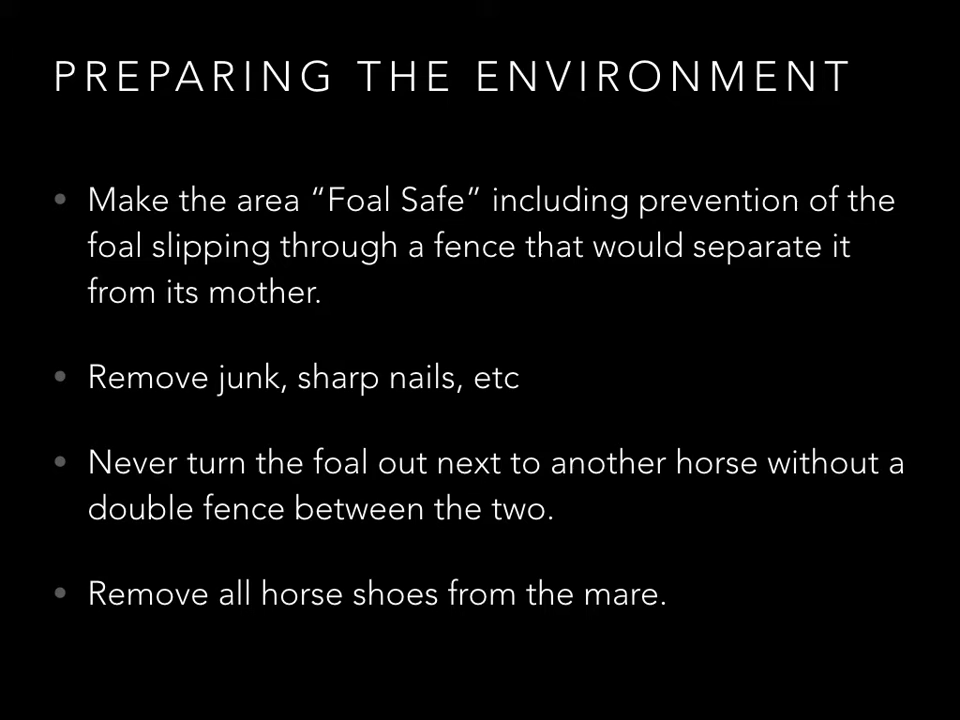 PREPARING THE ENVIRONMENT
• Make the area “Foal Safe” including prevention of the
foal slipping through a fence that would separate it
from its mother.
• Remove junk, sharp nails, etc
• Never turn the foal out next to another horse without a
double fence between the two.
• Remove all horse shoes from the mare.